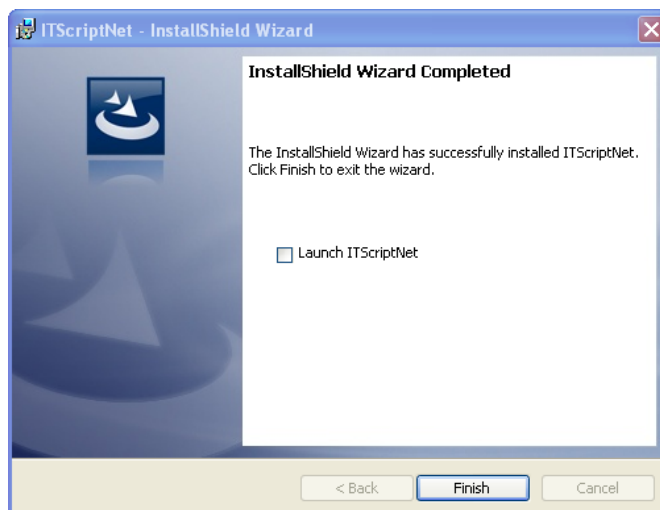 ITScriptNet - InstallShield Wizard
InstallShield Wizard Completed
The InstallShield Wizard has successfully installed ITScriptNet.
Click Finish to exit the wizard.
Launch ITScriptNet
< Back
Finish
Cancel